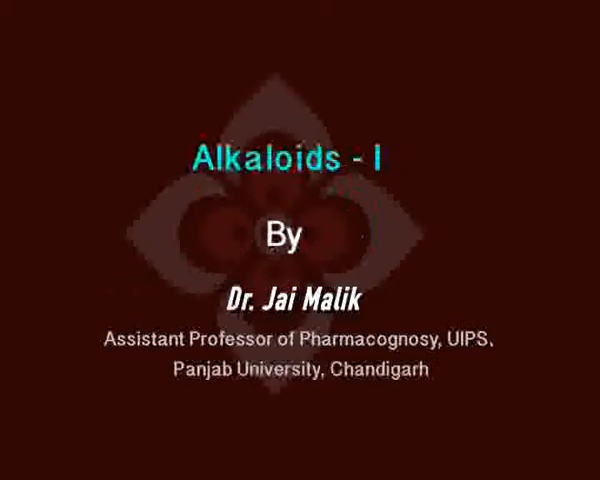 Alkaloids - I
By
Dr. Jai Malik
Assistant Professor of Pharmacognosy, UIPS.
Panjab University, Chandigarh